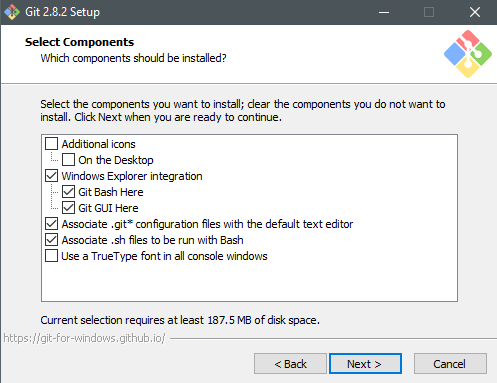 Git 2.8.2 Setup
Select Components
Which components should be installed?
Select the components you want to install; clear the components you do not want to
install. Click Next when you are ready to continue.
Additional icons
On the Desktop
Windows Explorer integration
Git Bash Here
Git GUI Here
Associate .git* configuration files with the default text editor
Associate .sh files to be run with Bash
Use a TrueType font in all console windows
Current selection requires at least 187.5 MB of disk space.
https://git-for-windows.github.io/
< Back
Next >
Cancel